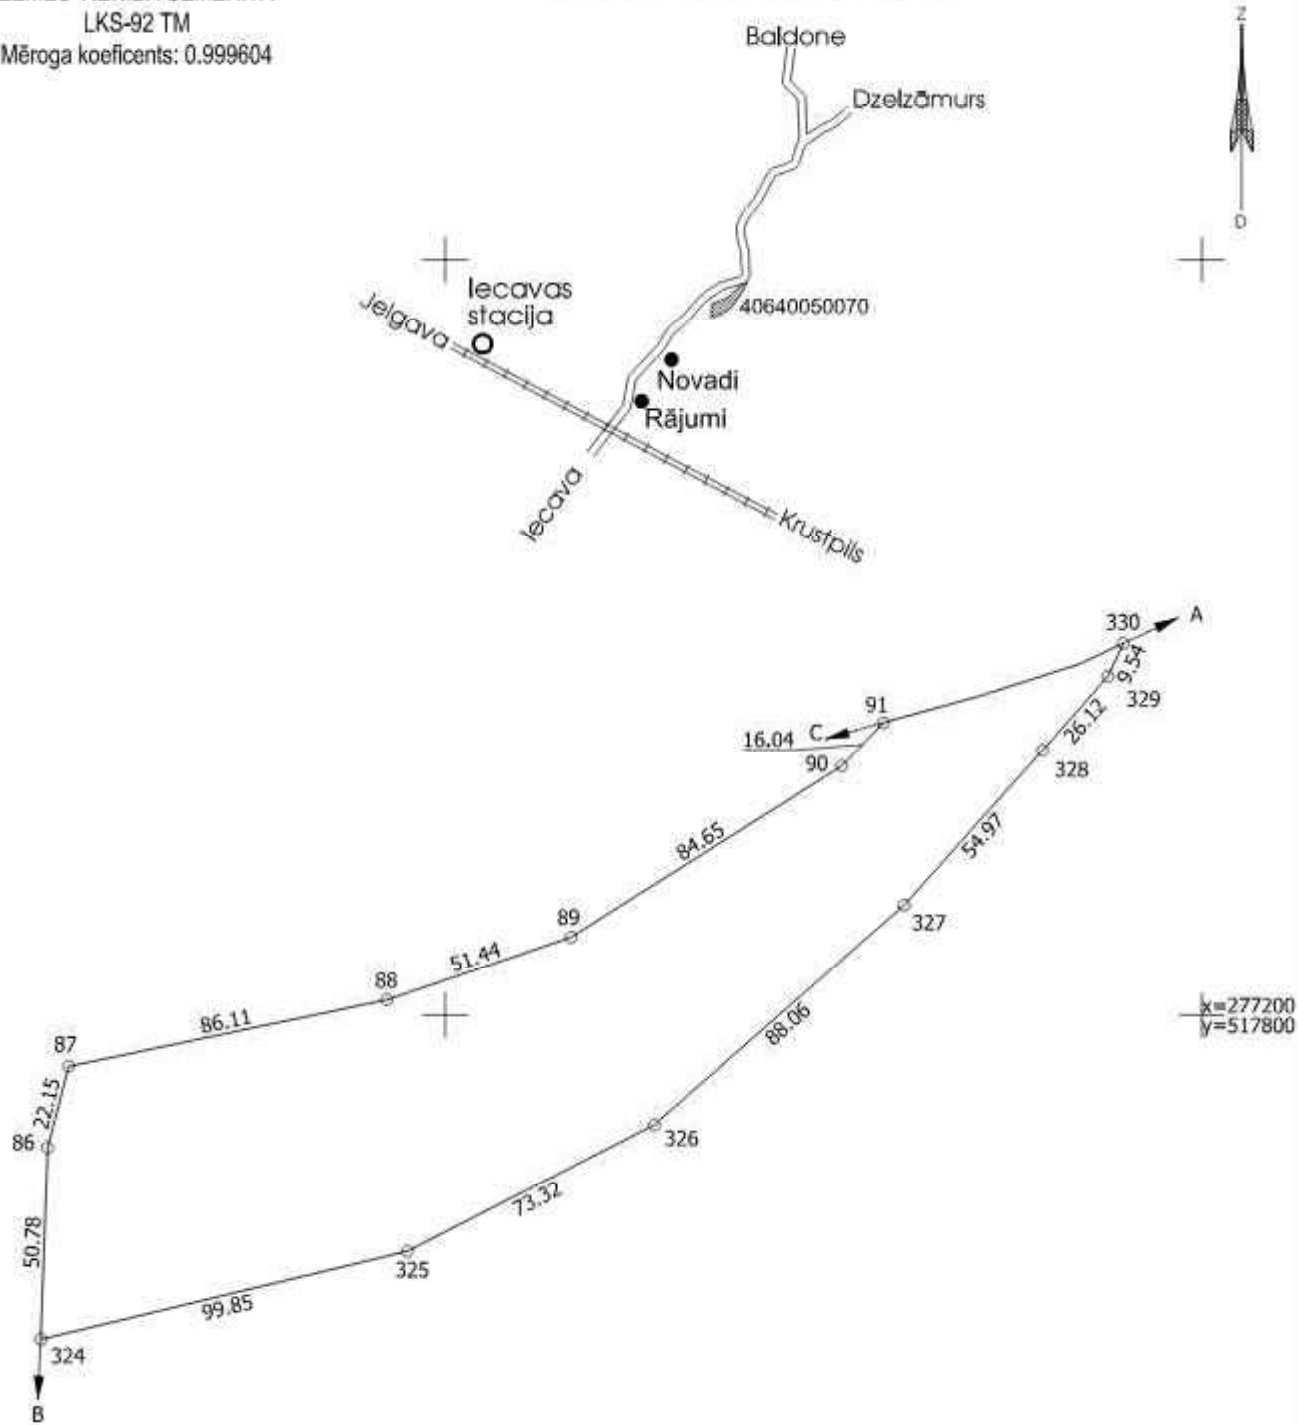 LKS-92 TM
Mēroga koeficents: 0.999604
Z
D
Baldone
Dzelzāmurs
Iecavas
stacija
Jelgava
40640050070
Novadi
Rājumi
Iecava
Krustpils
330
A
9.54
329
91
26.12
C
16.04
90
328
84.65
54.97
89
327
51.44
88
x=277200
y=517800
86.11
88.06
87
22.15
86
326
73.32
50.78
325
99.85
324
B